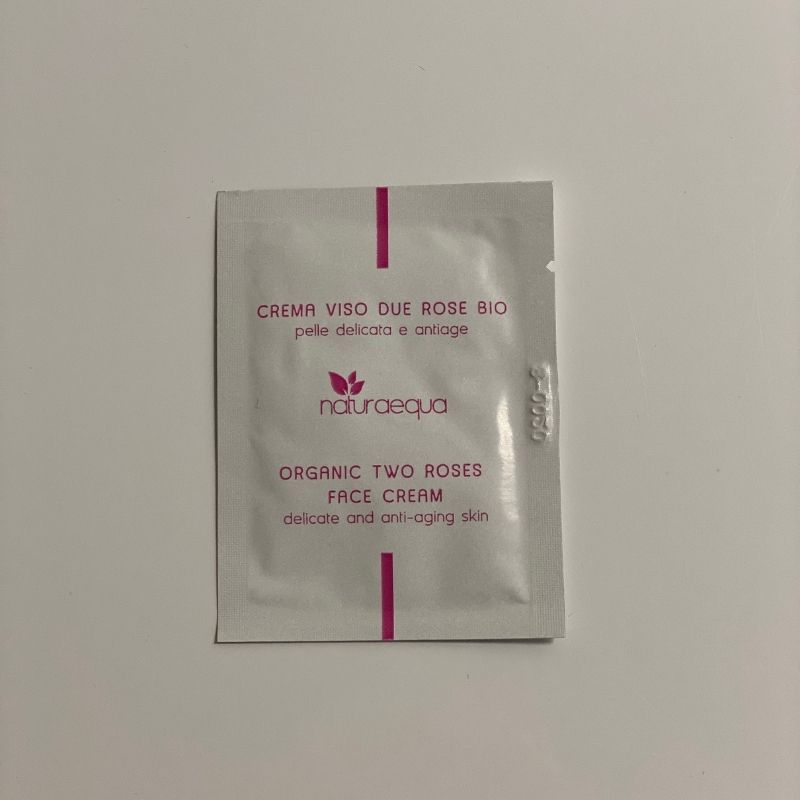 CREMA VISO DUE ROSE BIO
pelle delicata e antiage
naturaequa
ORGANIC TWO ROSES
FACE CREAM
delicate and anti-aging skin